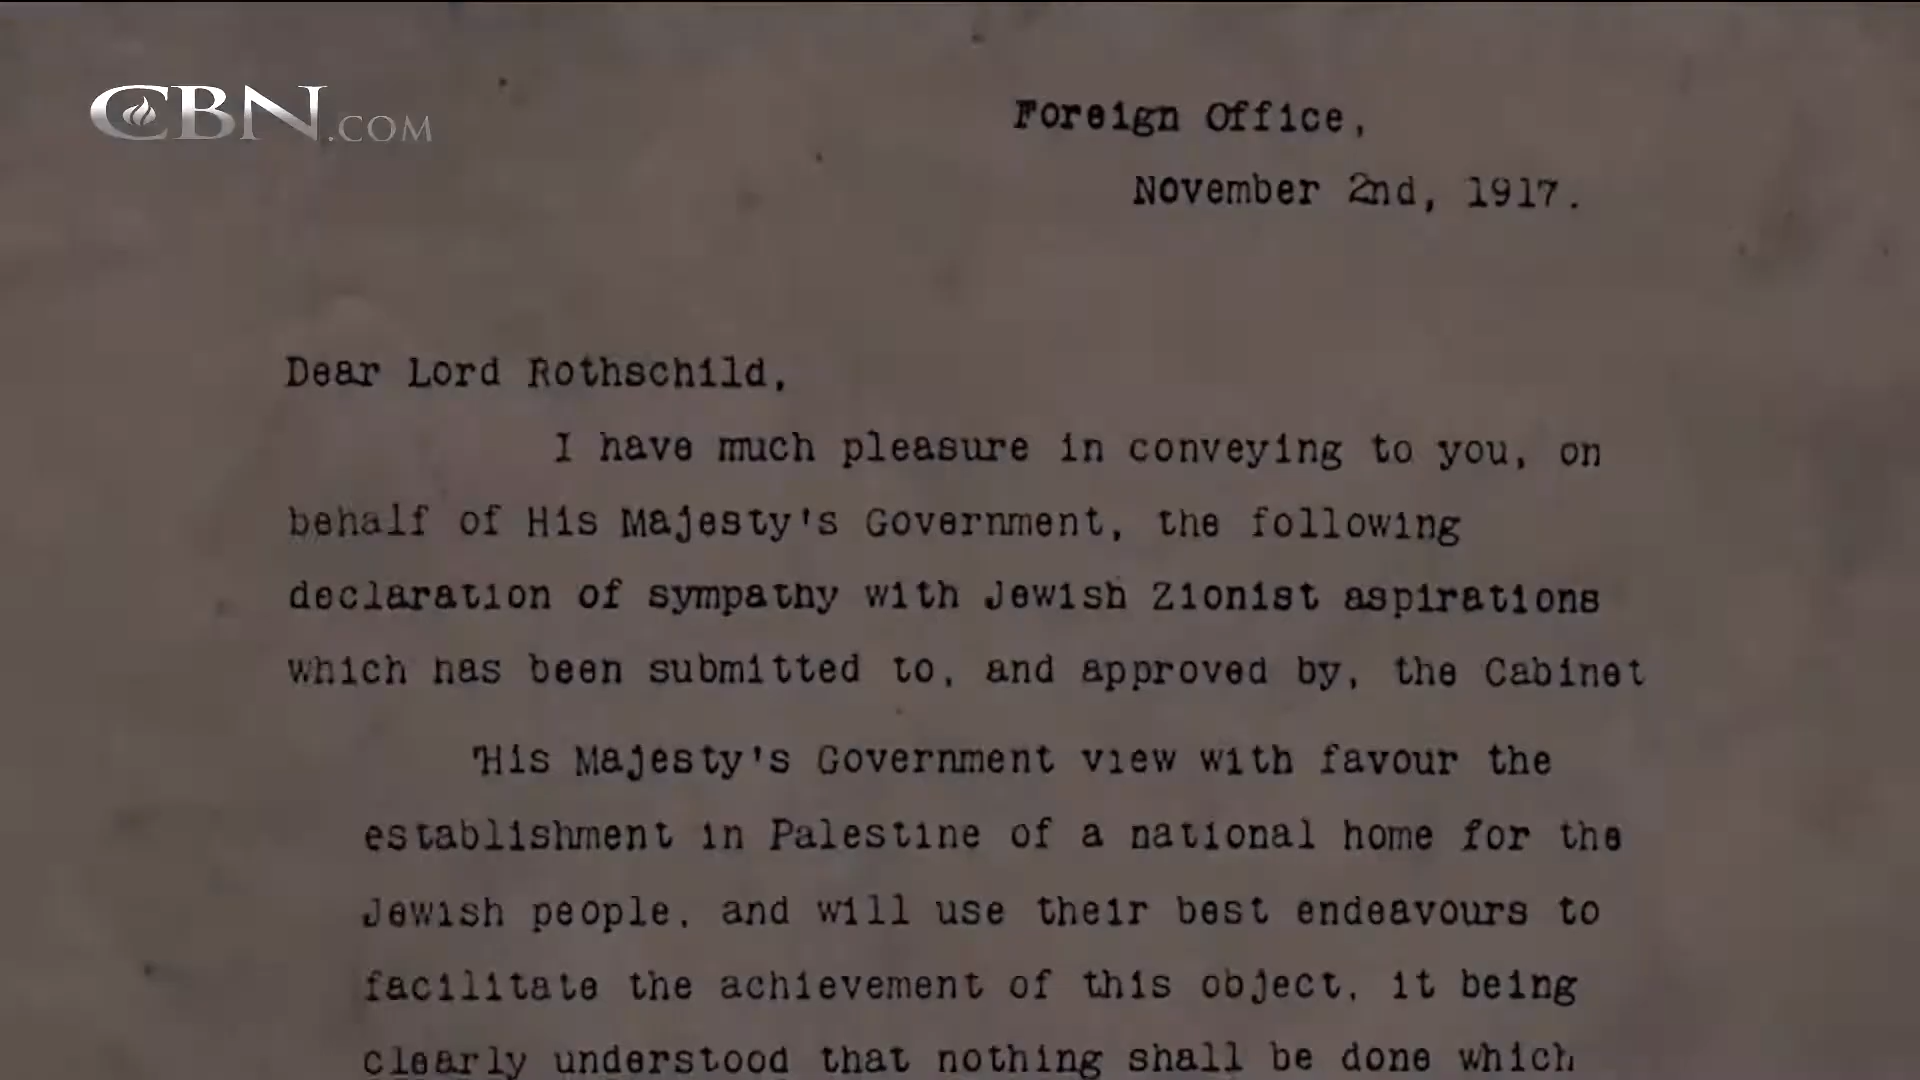 CBN.COM
Foreign Office,
November 2nd, 1917.
Dear Lord Rothschild,
I have much pleasure in conveying to you, on
behalf of His Majesty's Government, the following
declaration of sympathy with Jewish Zionist aspirations
which has been submitted to, and approved by, the Cabinet
"His Majesty's Government view with favour the
establishment in Palestine of a national home for the
Jewish people, and will use their best endeavours to
facilitate the achievement of this object, it being
clearly understood that nothing shall be done which